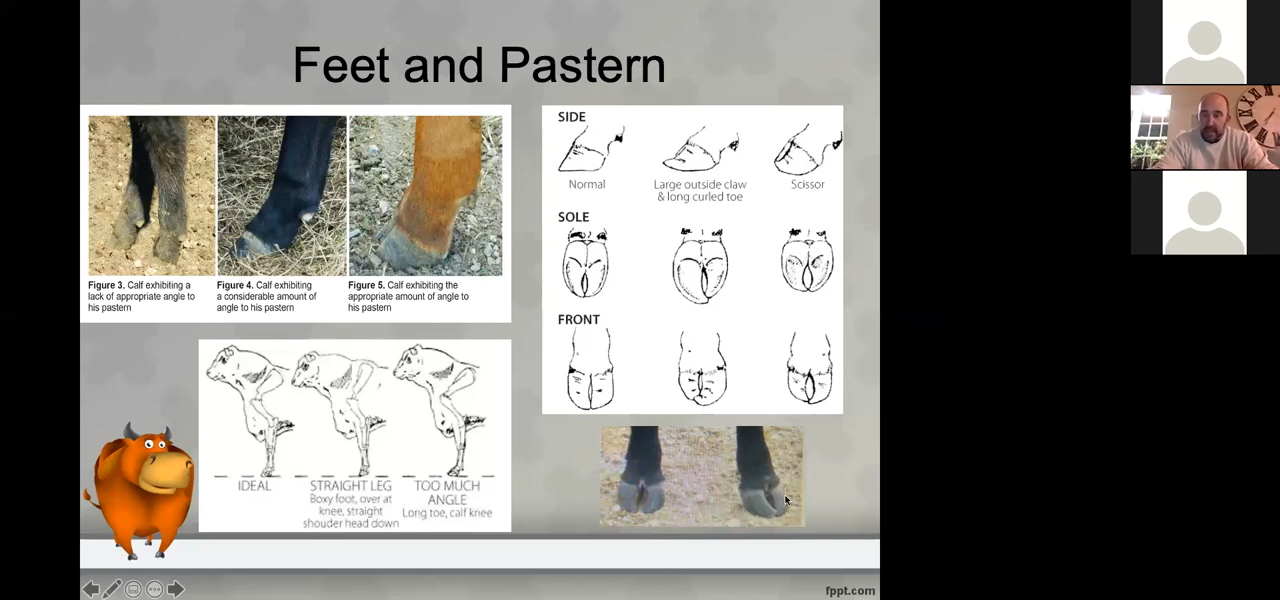 Feet and Pastern
Figure 3. Calf exhibiting a
lack of appropriate angle to
his pastern
Figure 4. Calf exhibiting
a considerable amount of
angle to his pastern
Figure 5. Calf exhibiting the
appropriate amount of angle to
his pastern
SIDE
Normal
Large outside claw
& long curled toe
Scissor
SOLE
FRONT
IDEAL
STRAIGHT LEG
Boxy foot, over at
knee, straight
shouder head down
TOO MUCH
ANGLE
Long toe, calf knee
fppt.com